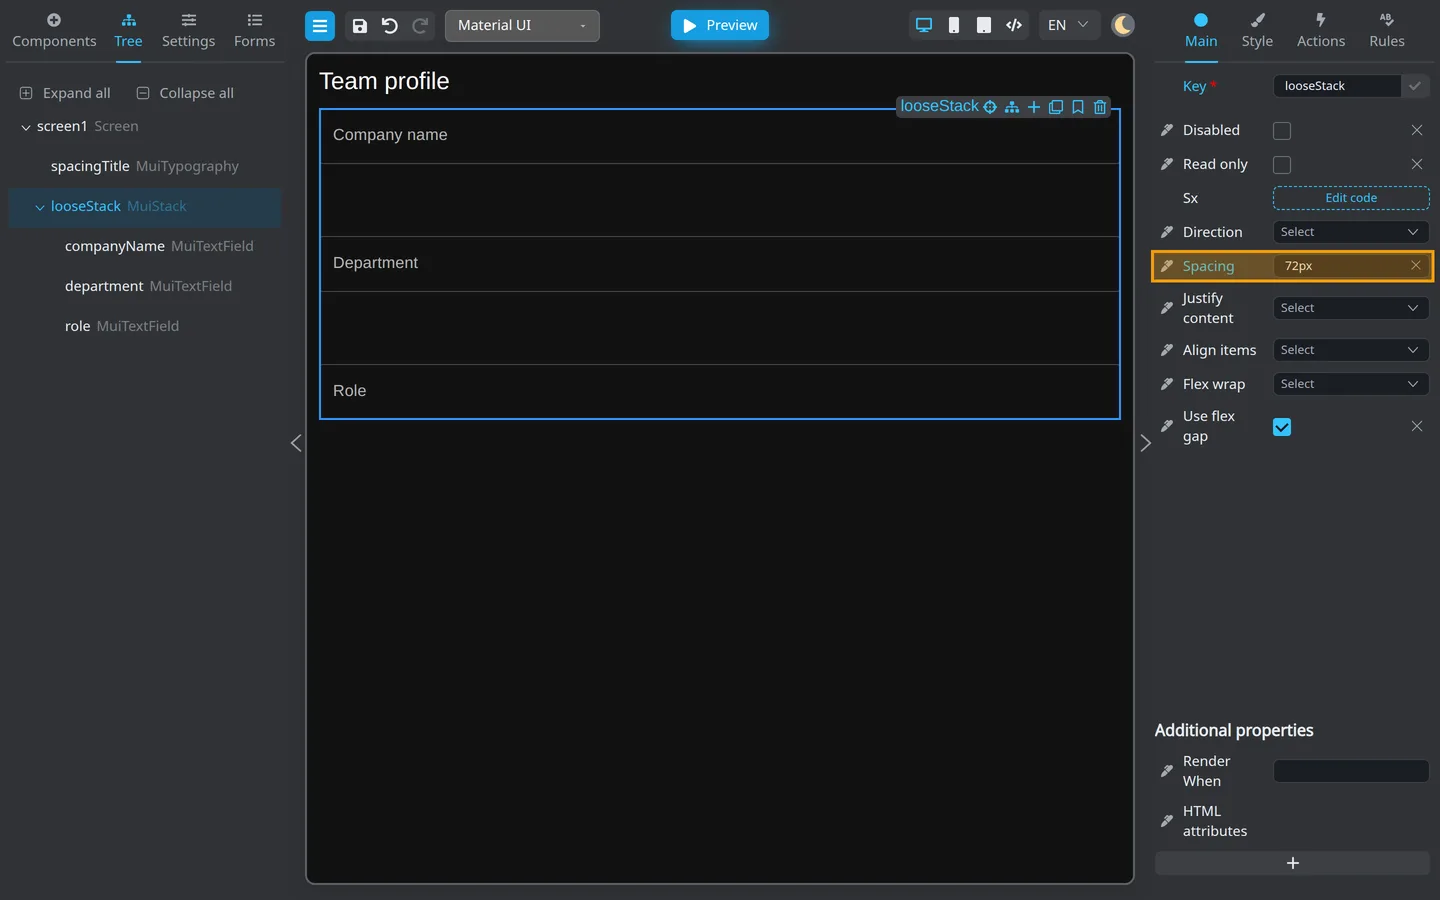 Components
Tree
Settings
Forms
Material UI
Preview
EN
Main
Style
Actions
Rules
Expand all
Collapse all
screen1 Screen
spacingTitle MuiTypography
looseStack MuiStack
companyName MuiTextField
department MuiTextField
role MuiTextField
Team profile
looseStack
Company name
Department
Role
Key *
looseStack
Disabled
Read only
Sx
Edit code
Direction
Select
Spacing
72px
Justify
content
Select
Align items
Select
Flex wrap
Select
Use flex
gap
Additional properties
Render
When
HTML
attributes